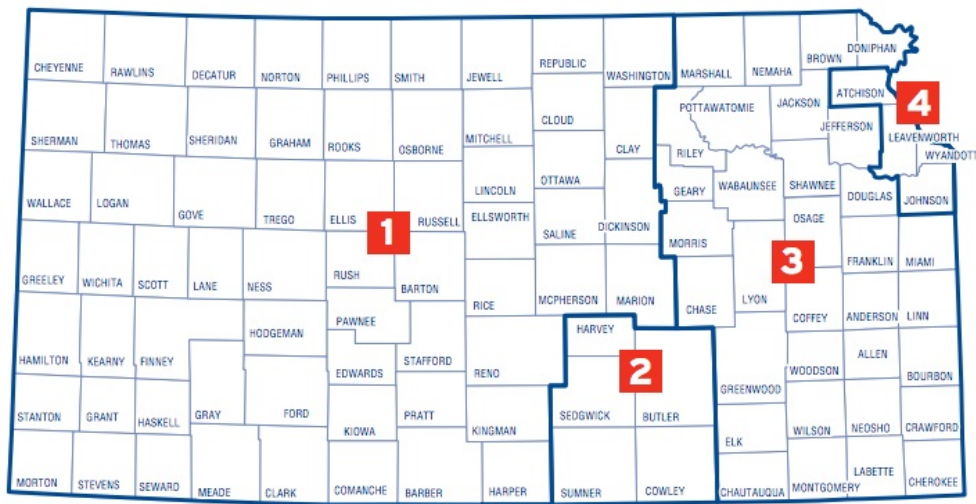 CHEYENNE RAWLINS DECATUR NORTON PHILLIPS SMITH JEWELL REPUBLIC WASHINGTON MARSHALL NEMAHA BROWN DONIPHAN
ATCHISON
4
SHERMAN THOMAS SHERIDAN GRAHAM ROOKS OSBORNE MITCHELL CLOUD CLAY POTTAWATOMIE JACKSON JEFFERSON LEAVENWORTH
WYANDOTT
RILEY
WALLACE LOGAN GOVE TREGO ELLIS RUSSELL LINCOLN OTTAWA GEARY WABAUNSEE SHAWNEE DOUGLAS JOHNSON
1
ELLSWORTH SALINE DICKINSON MORRIS OSAGE
3
GREELEY WICHITA SCOTT LANE NESS RUSH BARTON RICE MCPHERSON MARION CHASE LYON COFFEY FRANKLIN MIAMI
HODGEMAN PAWNEE HARVEY ANDERSON LINN
HAMILTON KEARNY FINNEY EDWARDS STAFFORD RENO
2
GREENWOOD WOODSON ALLEN BOURBON
STANTON GRANT HASKELL GRAY FORD KIOWA PRATT KINGMAN SEDGWICK BUTLER ELK WILSON NEOSHO CRAWFORD
MORTON STEVENS SEWARD MEADE CLARK COMANCHE BARBER HARPER SUMNER COWLEY CHAUTAUQUA MONTGOMERY LABETTE CHEROKEE